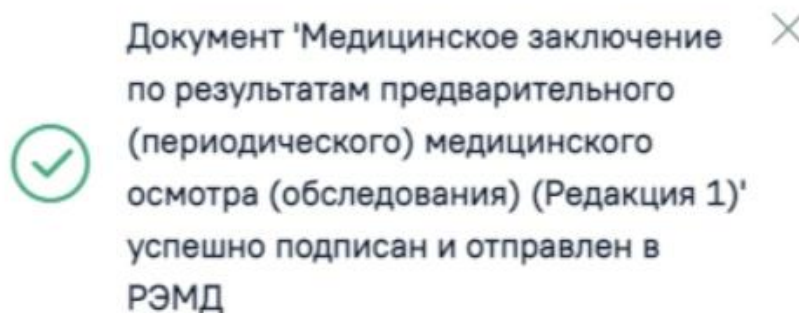 Документ 'Медицинское заключение
по результатам предварительного
(периодического) медицинского
осмотра (обследования) (Редакция 1)'
успешно подписан и отправлен в
РЭМД